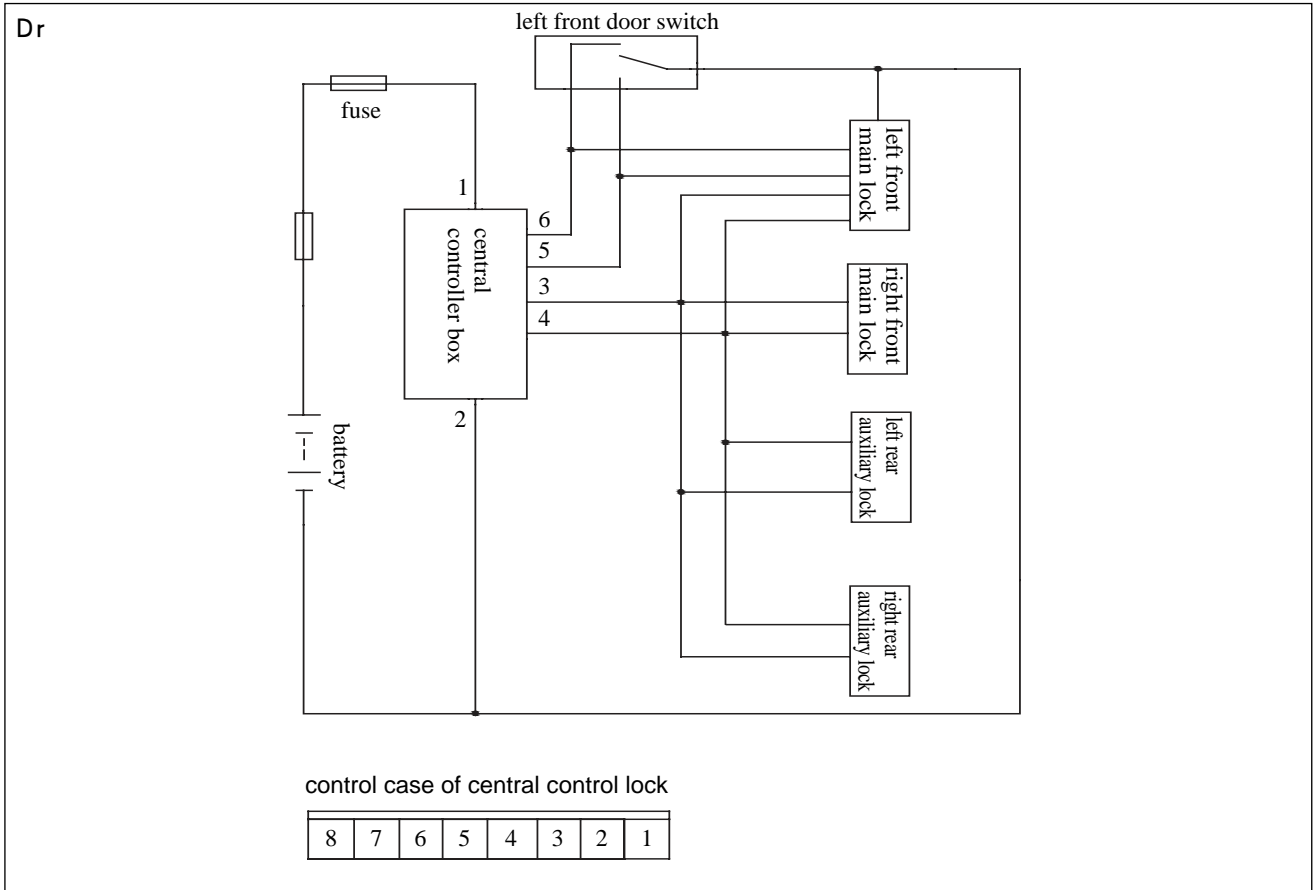 Dr
left front door switch
fuse
1
6
5
3
4
2
central
controller box
battery
left front
main lock
right front
main lock
left rear
auxiliary lock
right rear
auxiliary lock
control case of central control lock
8 7 6 5 4 3 2 1